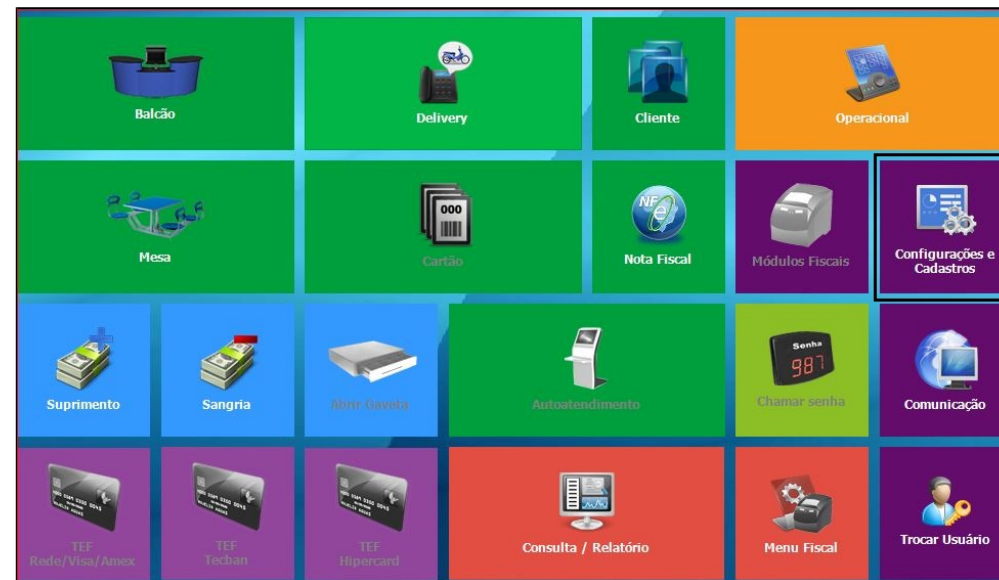 Balcão
Delivery
Cliente
Operacional
Mesa
000
Cartão
NF
e
Nota Fiscal
Módulos Fiscais
Configurações e
Cadastros
Suprimento
Sangria
Abrir Gaveta
Autoatendimento
Senha
987
Chamar senha
Comunicação
TEF
Rede/Visa/Amex
TEF
Tecban
TEF
Hipercard
Consulta / Relatório
Menu Fiscal
Trocar Usuário